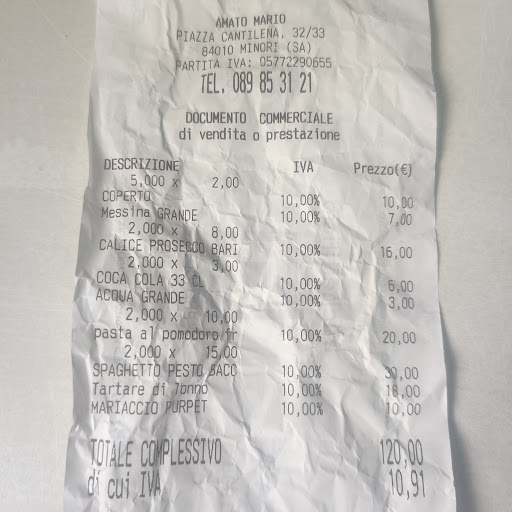 AMATO MARIO
PIAZZA CANTILENA, 32/33
84010 MINORI (SA)
PARTITA IVA: 05772290655
TEL. 089 85 31 21
DOCUMENTO COMMERCIALE
di vendita o prestazione
DESCRIZIONE IVA Prezzo(€)
5,000 x 2,00
COPERTO 10,00% 10,00
Messina GRANDE 10,00% 7,00
2,000 x 8,00
CALICE PROSECCO BARI 10,00% 16,00
2,000 x 3,00
COCA COLA 33 CL 10,00% 6,00
ACQUA GRANDE 10,00% 3,00
2,000 x 10,00
pasta al pomodoro fr 10,00% 20,00
2,000 x 15,00
SPAGHETTO PESTO BACC 10,00% 30,00
Tartare di Tonno 10,00% 18,00
MARIACCIO PURPET 10,00% 10,00
TOTALE COMPLESSIVO 120,00
di cui IVA 10,91